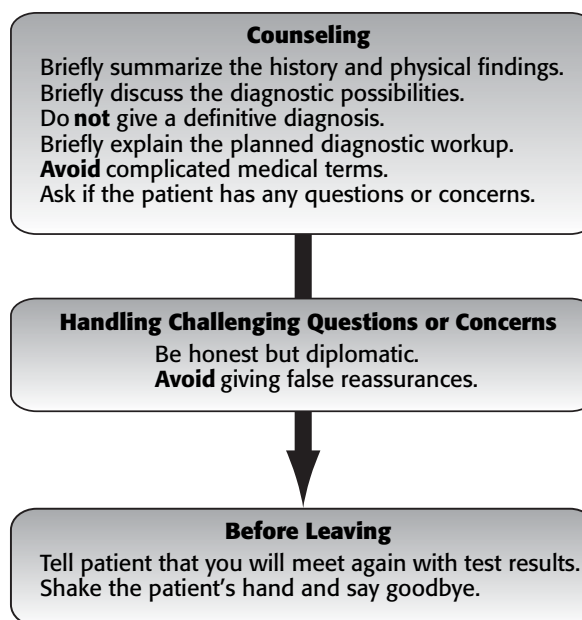 Counseling
Briefly summarize the history and physical findings.
Briefly discuss the diagnostic possibilities.
Do not give a definitive diagnosis.
Briefly explain the planned diagnostic workup.
Avoid complicated medical terms.
Ask if the patient has any questions or concerns.
Handling Challenging Questions or Concerns
Be honest but diplomatic.
Avoid giving false reassurances.
Before Leaving
Tell patient that you will meet again with test results.
Shake the patient's hand and say goodbye.